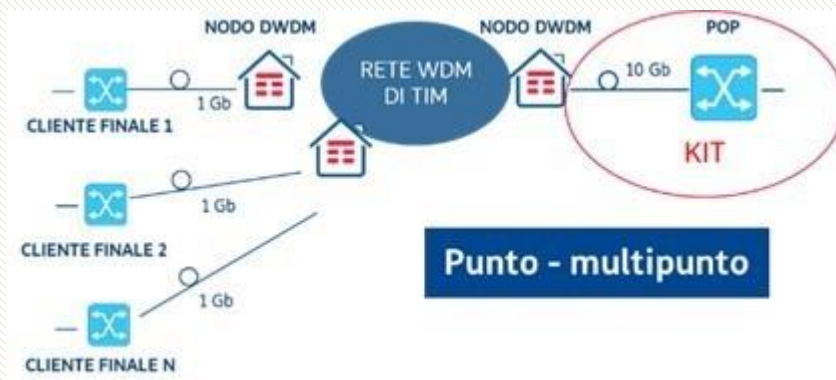 NODO DWDM
NODO DWDM
POP
RETE WDM
DI TIM
10 Gb
1 Gb
CLIENTE FINALE 1
KIT
1 Gb
CLIENTE FINALE 2
Punto - multipunto
1 Gb
CLIENTE FINALE N